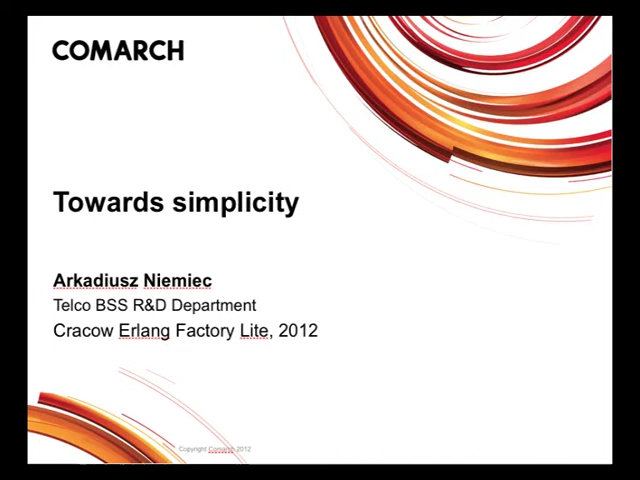 COMARCH
Towards simplicity
Arkadiusz Niemiec
Telco BSS R&D Department
Cracow Erlang Factory Lite, 2012
Copyright Comarch 2012